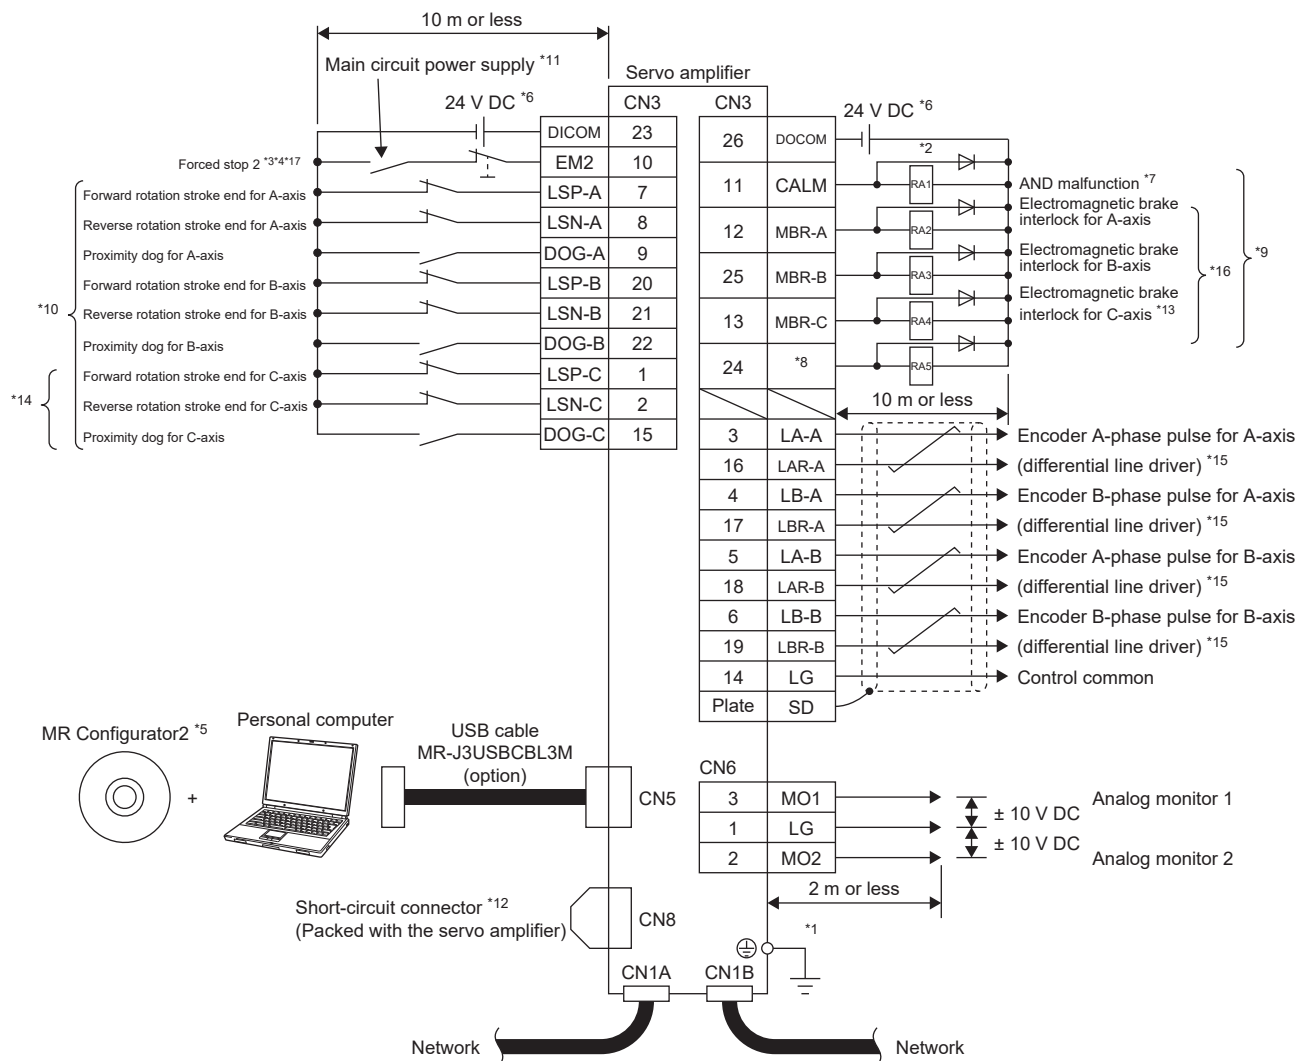 10 m or less
Main circuit power supply *11
Servo amplifier
24 V DC *6
CN3
CN3
24 V DC *6
DICOM 23
Forced stop 2 *3*4*17 EM2 10
Forward rotation stroke end for A-axis LSP-A 7
Reverse rotation stroke end for A-axis LSN-A 8
Proximity dog for A-axis DOG-A 9
Forward rotation stroke end for B-axis LSP-B 20
*10 Reverse rotation stroke end for B-axis LSN-B 21
Proximity dog for B-axis DOG-B 22
Forward rotation stroke end for C-axis LSP-C 1
*14 Reverse rotation stroke end for C-axis LSN-C 2
Proximity dog for C-axis DOG-C 15
26 DOCOM
*2
11 CALM RA1 AND malfunction *7
12 MBR-A RA2 Electromagnetic brake
interlock for A-axis
25 MBR-B RA3 Electromagnetic brake
interlock for B-axis
*16
*9
13 MBR-C RA4 Electromagnetic brake
interlock for C-axis *13
24 *8 RA5
10 m or less
3 LA-A Encoder A-phase pulse for A-axis
16 LAR-A (differential line driver) *15
4 LB-A Encoder B-phase pulse for A-axis
17 LBR-A (differential line driver) *15
5 LA-B Encoder A-phase pulse for B-axis
18 LAR-B (differential line driver) *15
6 LB-B Encoder B-phase pulse for B-axis
19 LBR-B (differential line driver) *15
14 LG Control common
Plate SD
MR Configurator2 *5
+
Personal computer
USB cable
MR-J3USBCBL3M
(option)
CN5
CN6
3 MO1 Analog monitor 1
± 10 V DC
1 LG
± 10 V DC
2 MO2 Analog monitor 2
2 m or less
Short-circuit connector *12
(Packed with the servo amplifier)
CN8
*1
CN1A
CN1B
Network
Network